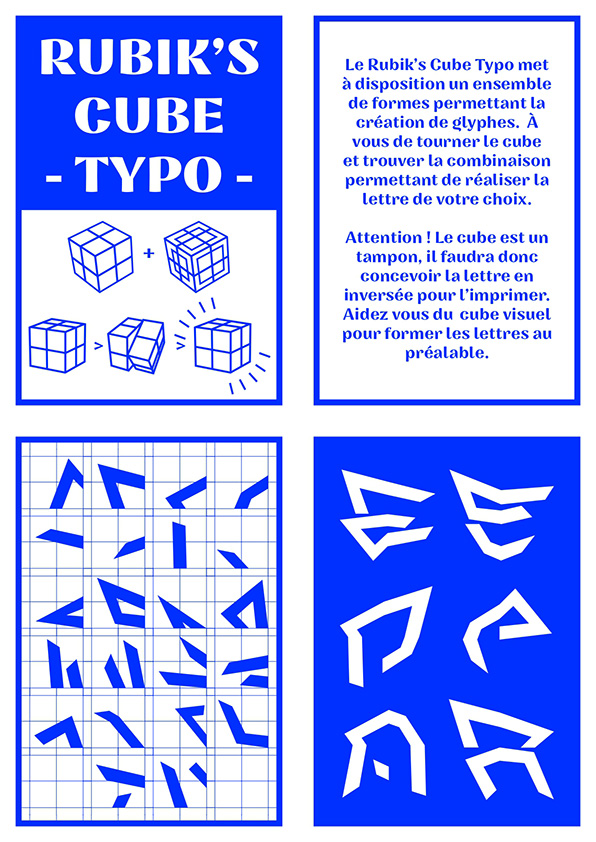 RUBIK'S
CUBE
- TYPO -
+
> >
Le Rubik's Cube Typo met
à disposition un ensemble
de formes permettant la
création de glyphes. À
vous de tourner le cube
et trouver la combinaison
permettant de réaliser la
lettre de votre choix.
Attention ! Le cube est un
tampon, il faudra donc
concevoir la lettre en
inversée pour l'imprimer.
Aidez vous du cube visuel
pour former les lettres au
préalable.